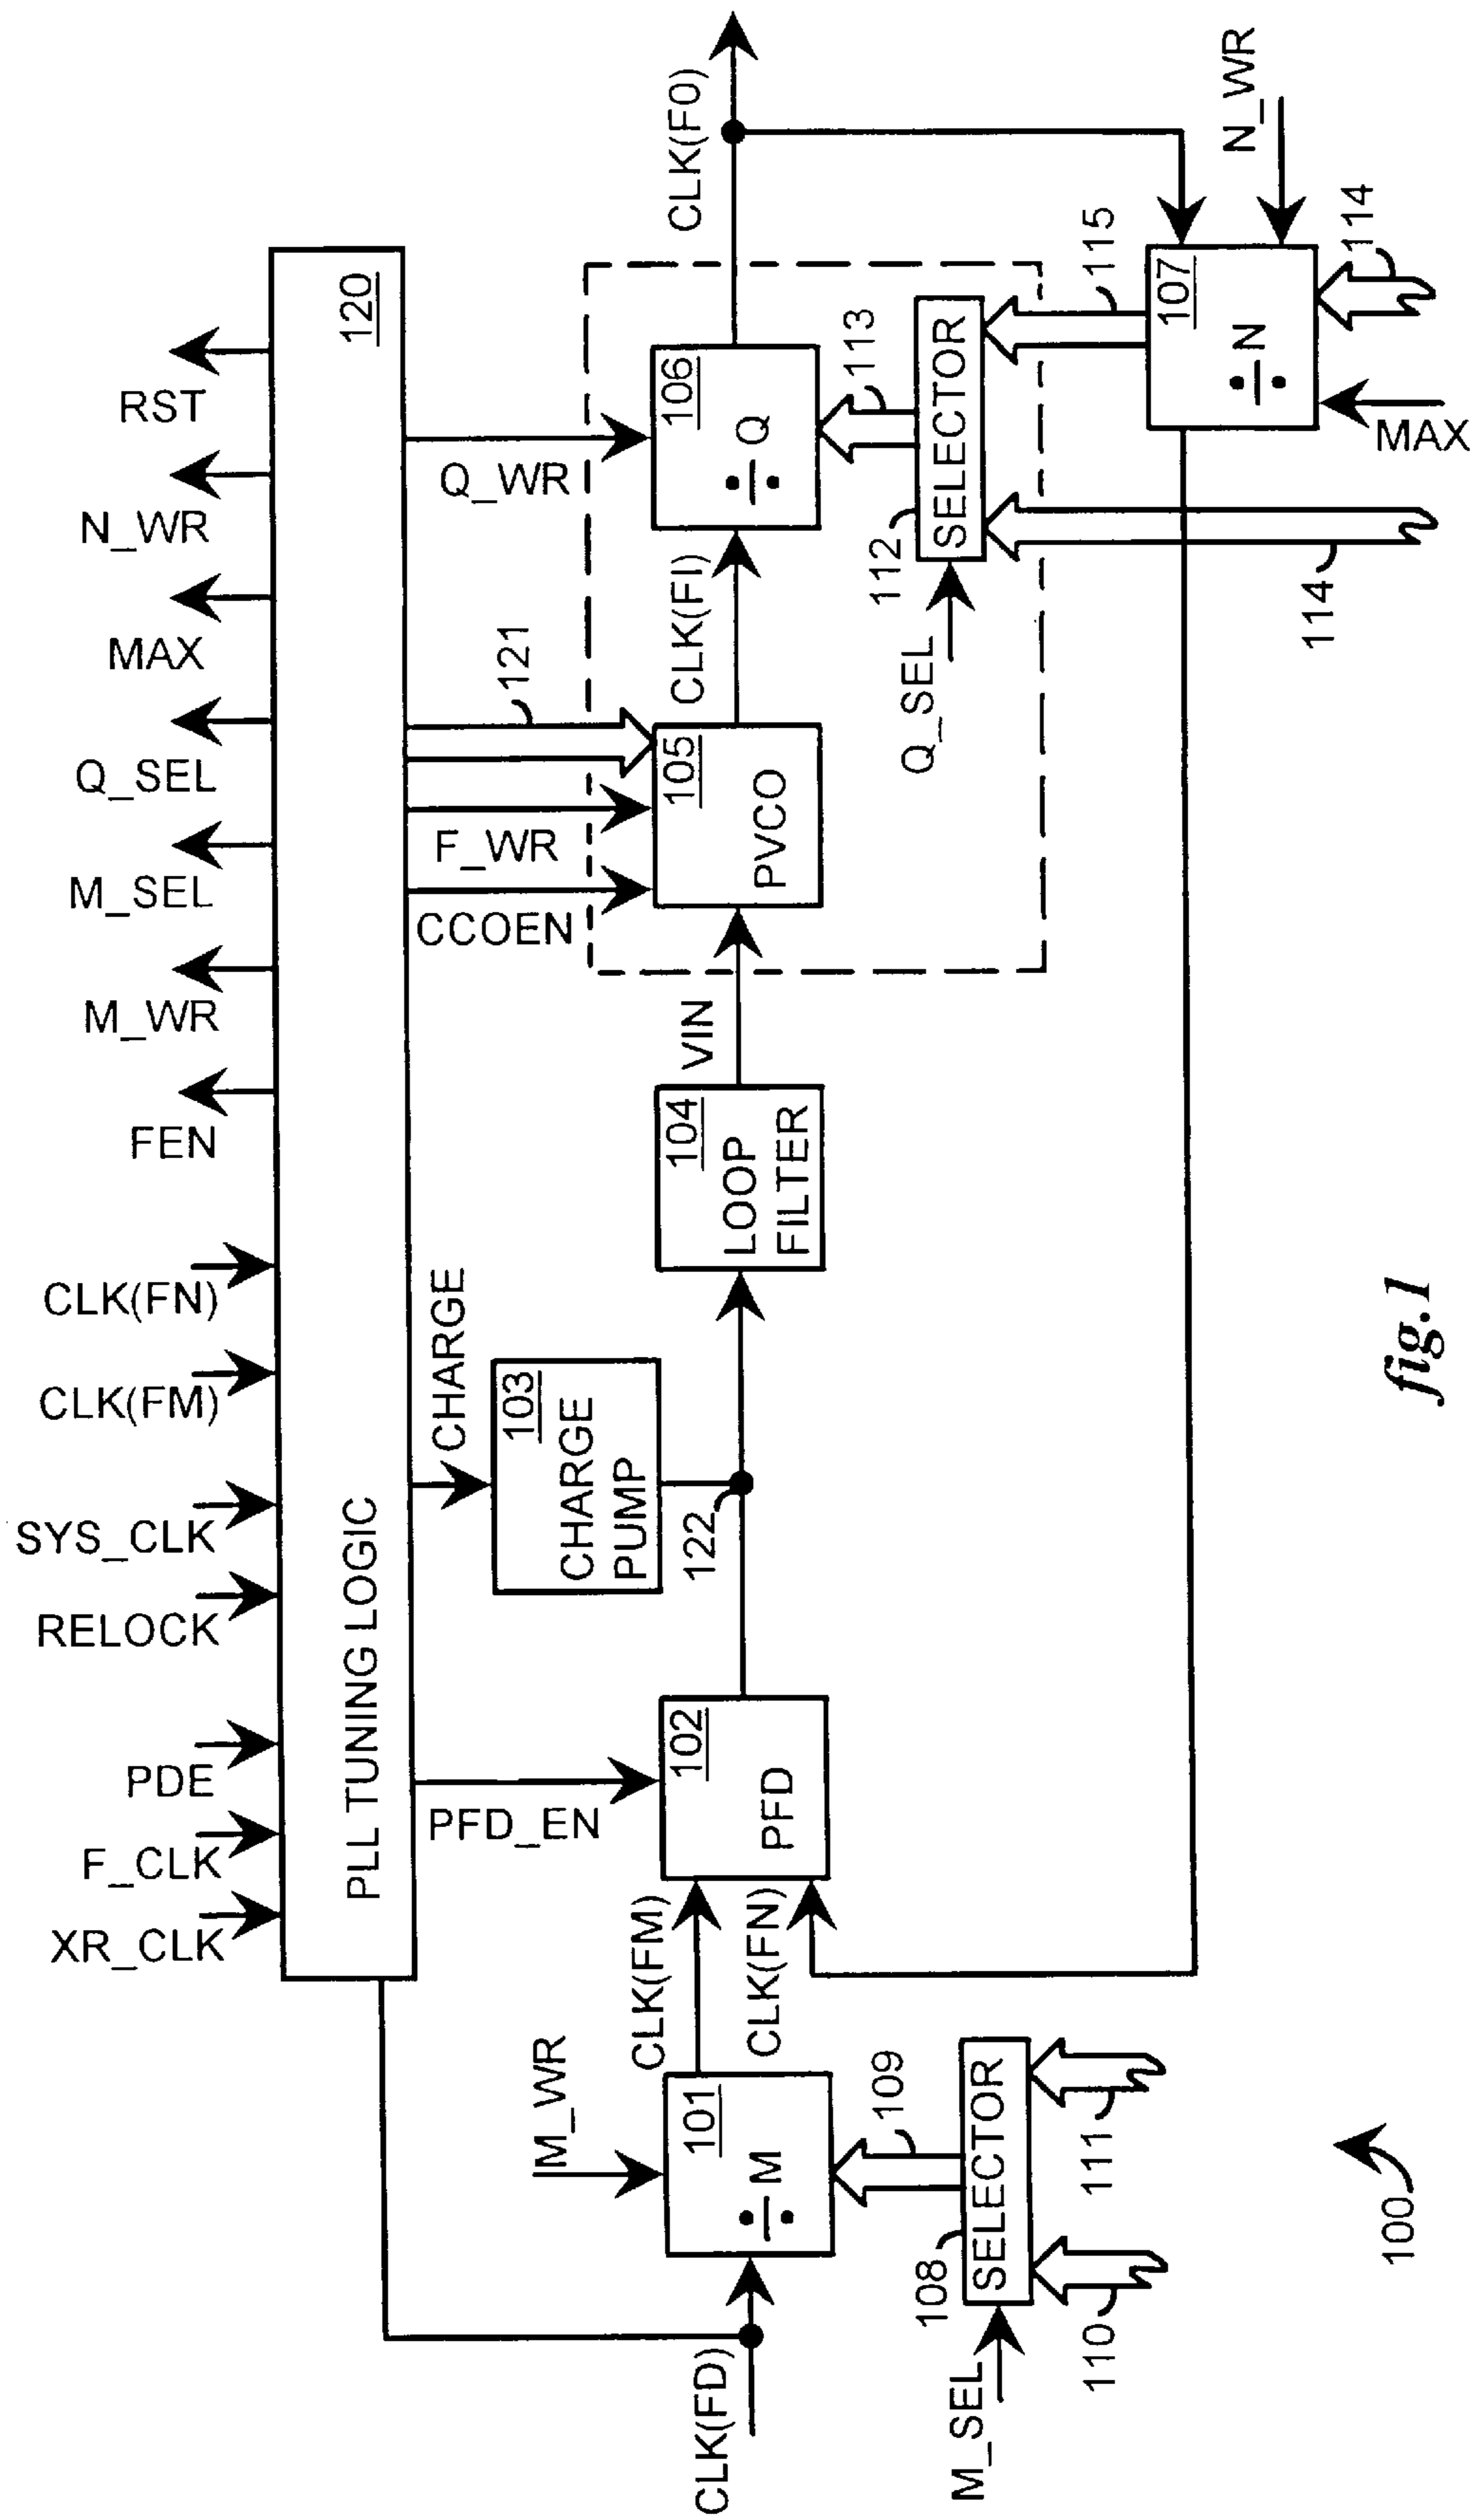 RST
N_WR
MAX
Q_SEL
M_SEL
M_WR
FEN
CLK(FN)
CLK(FM)
SYS_CLK
RELOCK
PDE
F_CLK
XR_CLK
PLL TUNING LOGIC
120
CLK(FD)
M_WR
101
÷ M
109
108
SELECTOR
M_SEL
110
111
CLK(FM)
CLK(FN)
PFD_EN
102
PFD
CHARGE
103
CHARGE
PUMP
122
104
LOOP
FILTER
VIN
CCOEN
F_WR
121
105
PVCO
CLK(FI)
Q_WR
106
÷ Q
113
112
SELECTOR
Q_SEL
114
115
CLK(F0)
107
÷ N
N_WR
MAX
114
100
fig.1